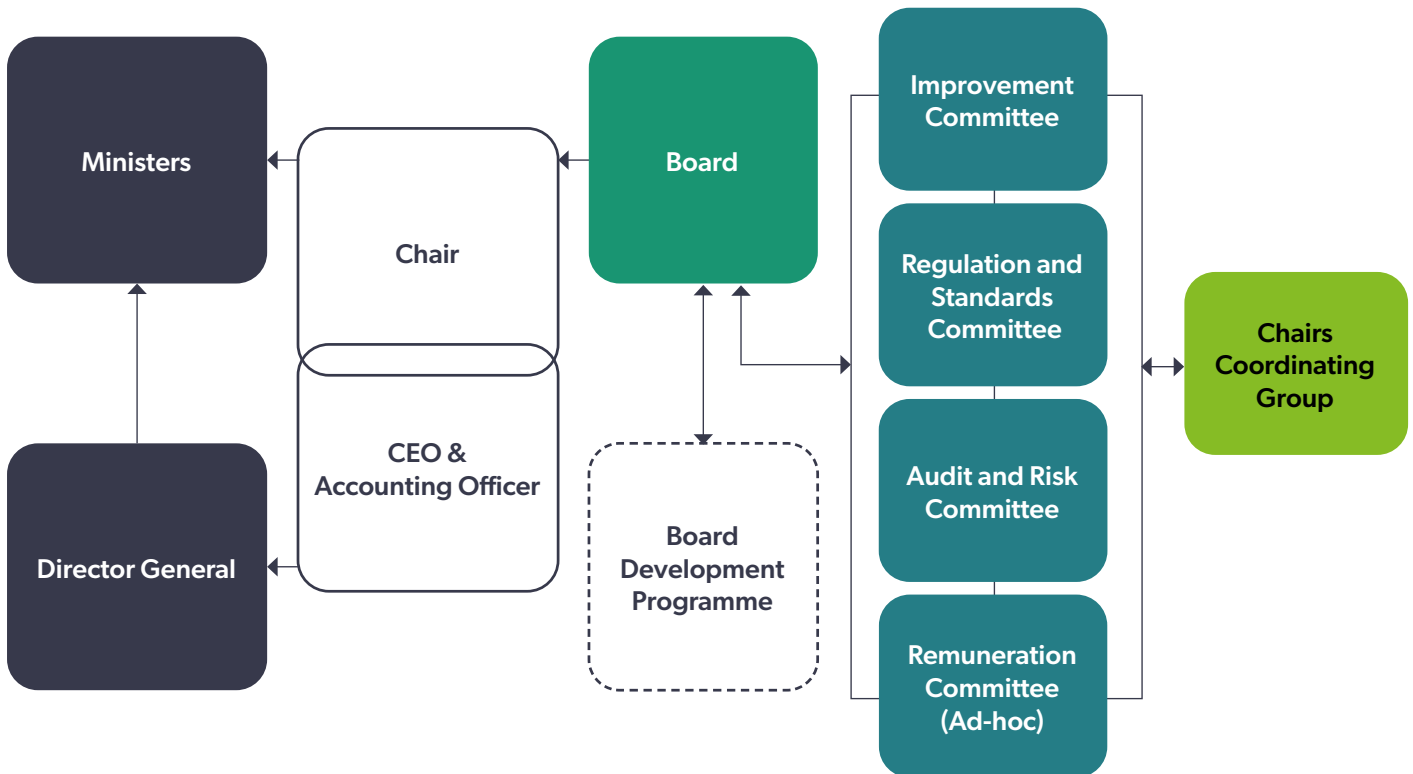 Ministers
Chair
Board
CEO &
Accounting Officer
Director General
Board
Development
Programme
Improvement
Committee
Regulation and
Standards
Committee
Audit and Risk
Committee
Remuneration
Committee
(Ad-hoc)
Chairs
Coordinating
Group